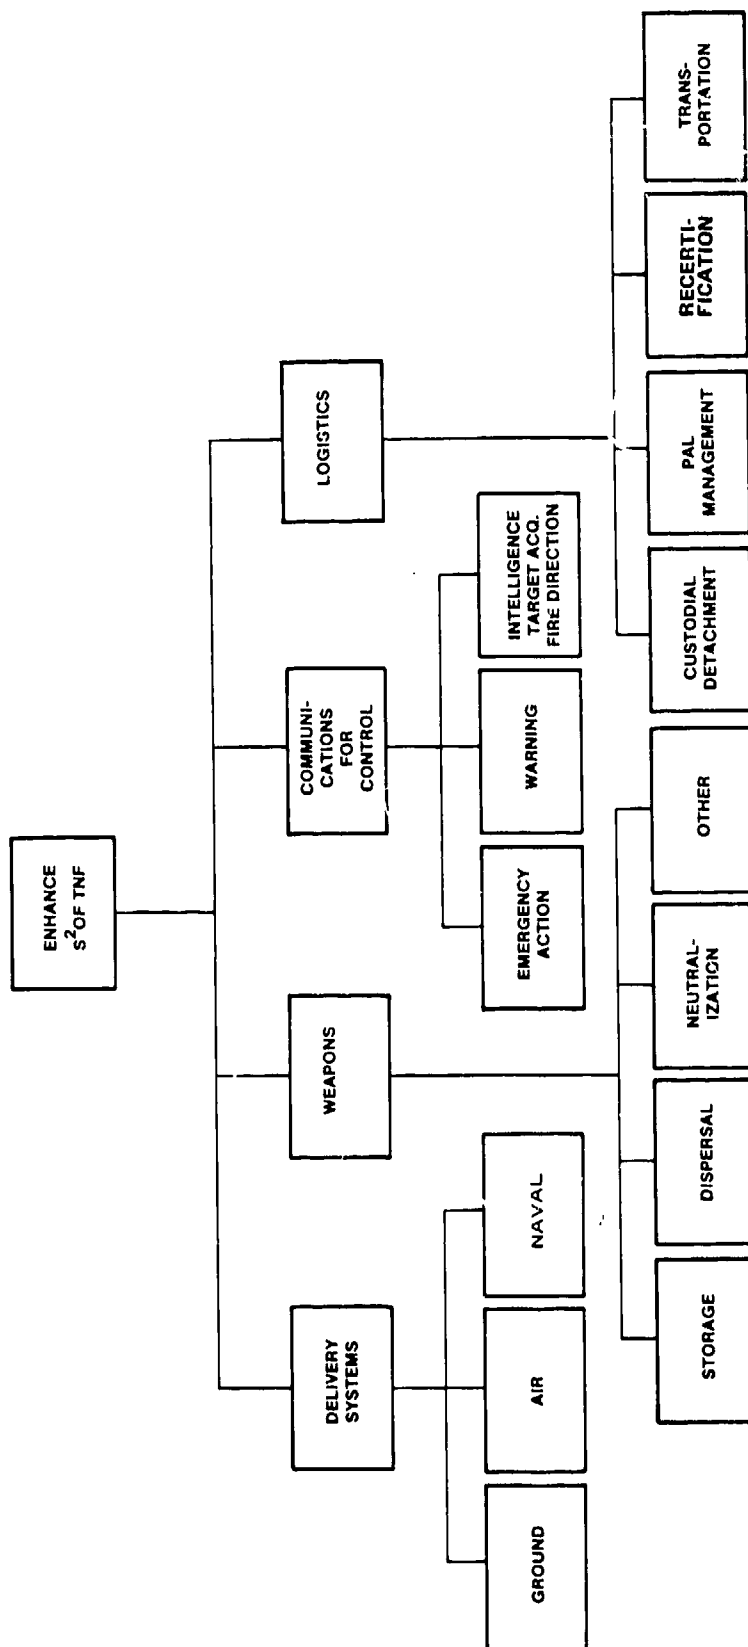 ENHANCE
S²OF TNF
DELIVERY
SYSTEMS
WEAPONS
COMMUNI-
CATIONS
FOR
CONTROL
LOGISTICS
GROUND
AIR
NAVAL
EMERGENCY
ACTION
WARNING
INTELLIGENCE
TARGET ACQ.
FIRE DIRECTION
STORAGE
DISPERSAL
NEUTRAL-
IZATION
OTHER
CUSTODIAL
DETACHMENT
PAL
MANAGEMENT
RECERTI-
FICATION
TRANS-
PORTATION